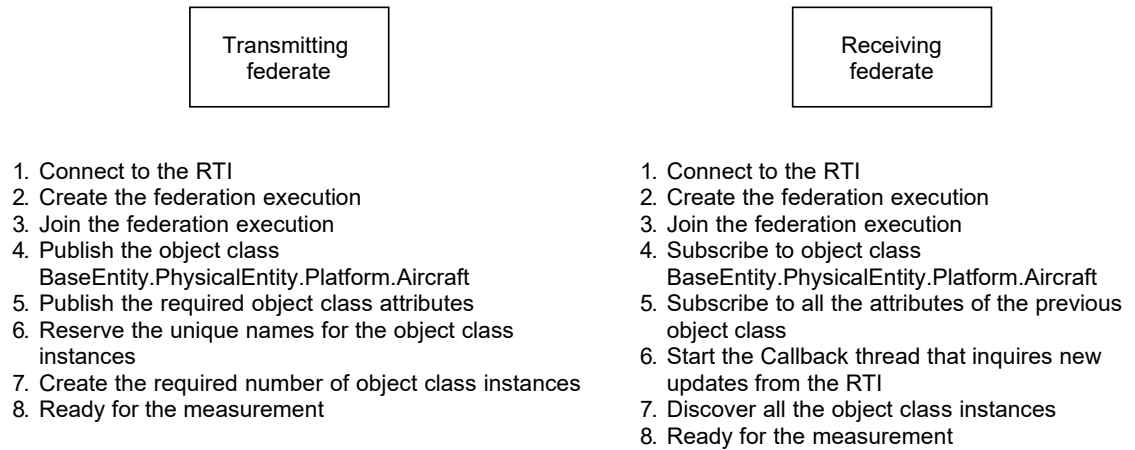 Transmitting
federate
1. Connect to the RTI
2. Create the federation execution
3. Join the federation execution
4. Publish the object class
BaseEntity.PhysicalEntity.Platform.Aircraft
5. Publish the required object class attributes
6. Reserve the unique names for the object class
instances
7. Create the required number of object class instances
8. Ready for the measurement
Receiving
federate
1. Connect to the RTI
2. Create the federation execution
3. Join the federation execution
4. Subscribe to object class
BaseEntity.PhysicalEntity.Platform.Aircraft
5. Subscribe to all the attributes of the previous
object class
6. Start the Callback thread that inquires new
updates from the RTI
7. Discover all the object class instances
8. Ready for the measurement